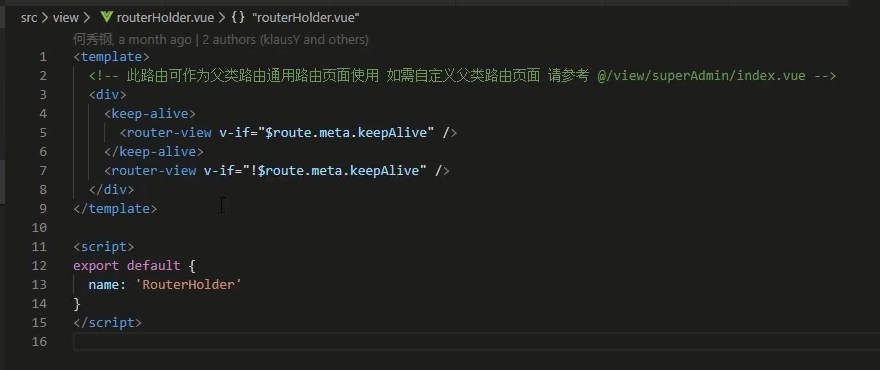 src > view > routerHolder.vue > {} "routerHolder.vue"
何秀钢, a month ago | 2 authors (klausY and others)
1 <template>
2 <!-- 此路由可作为父类路由通用路由页面使用 如需自定义父类路由页面 请参考 @/view/superAdmin/index.vue -->
3 <div>
4 <keep-alive>
5 <router-view v-if="$route.meta.keepAlive" />
6 </keep-alive>
7 <router-view v-if="!$route.meta.keepAlive" />
8 </div>
9 </template>
10
11 <script>
12 export default {
13 name: 'RouterHolder'
14 }
15 </script>
16